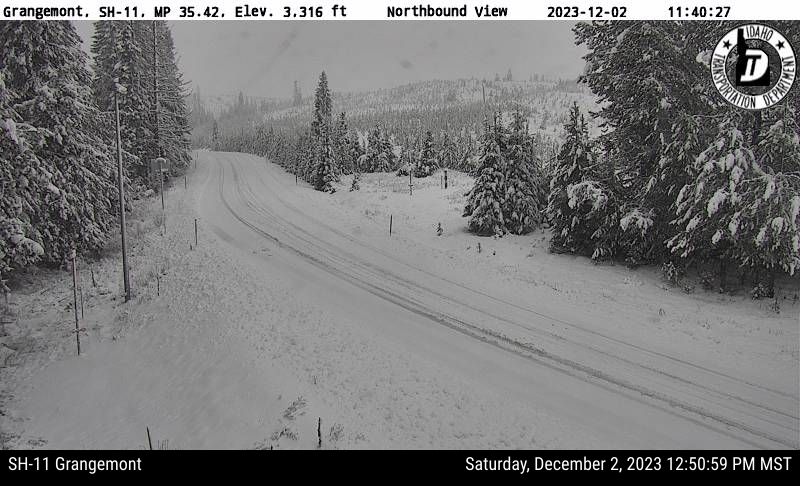 Grangemont, SH-11, MP 35.42, Elev. 3,316 ft Northbound View 2023-12-02 11:40:27
IDAHO
TRANSPORTATION DEPARTMENT
SH-11 Grangemont Saturday, December 2, 2023 12:50:59 PM MST